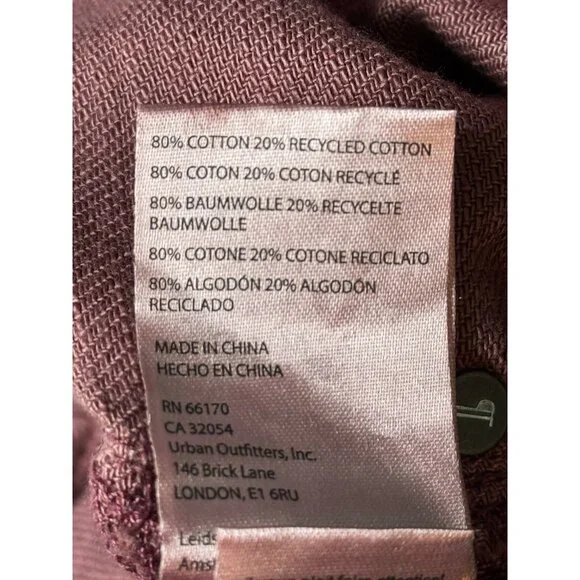 80% COTTON 20% RECYCLED COTTON
80% COTON 20% COTON RECYCLÉ
80% BAUMWOLLE 20% RECYCELTE
BAUMWOLLE
80% COTONE 20% COTONE RECICLATO
80% ALGODÓN 20% ALGODÓN
RECICLADO
MADE IN CHINA
HECHO EN CHINA
RN 66170
CA 32054
Urban Outfitters, Inc.
146 Brick Lane
LONDON, E1 6RU
Leids
Ams